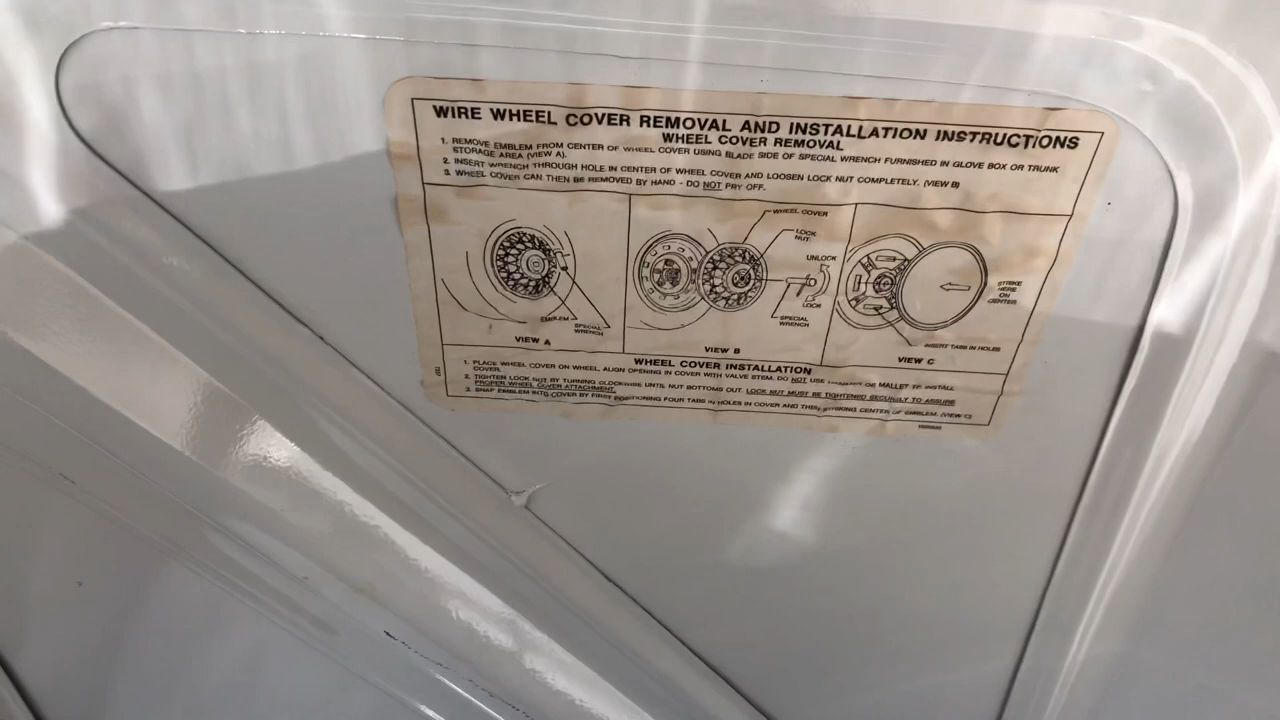 WIRE WHEEL COVER REMOVAL AND INSTALLATION INSTRUCTIONS
WHEEL COVER REMOVAL
1. REMOVE EMBLEM FROM CENTER OF WHEEL COVER USING BLADE SIDE OF SPECIAL WRENCH FURNISHED IN GLOVE BOX OR TRUNK
STORAGE AREA (VIEW A).
2. INSERT WRENCH THROUGH HOLE IN CENTER OF WHEEL COVER AND LOOSEN LOCK NUT COMPLETELY. (VIEW B)
3. WHEEL COVER CAN THEN BE REMOVED BY HAND - DO NOT PRY OFF.
EMBLEM
SPECIAL
WRENCH
VIEW A
WHEEL COVER
LOCK
NUT
UNLOCK
LOCK
SPECIAL
WRENCH
VIEW B
STRIKE
HERE
ON
CENTER
INSERT TABS IN HOLES
VIEW C
WHEEL COVER INSTALLATION
1. PLACE WHEEL COVER ON WHEEL, ALIGN OPENING IN COVER WITH VALVE STEM. DO NOT USE OR MALLET TO INSTALL
COVER.
2. TIGHTEN LOCK NUT BY TURNING CLOCKWISE UNTIL NUT BOTTOMS OUT. LOCK NUT MUST BE TIGHTENED SECURELY TO ASSURE
PROPER WHEEL COVER ATTACHMENT.
3. SNAP EMBLEM INTO COVER BY FIRST POSITIONING FOUR TABS IN HOLES IN COVER AND THEN STRIKING CENTER OF EMBLEM. (VIEW C)